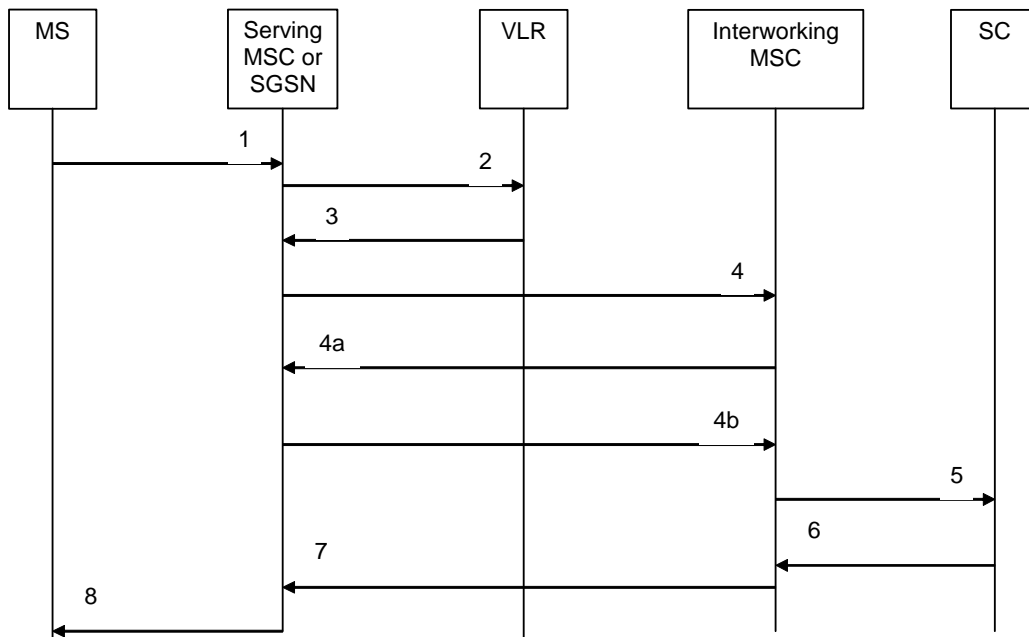 MS
Serving
MSC or
SGSN
VLR
Interworking
MSC
SC
1
2
3
4
4a
4b
5
6
7
8